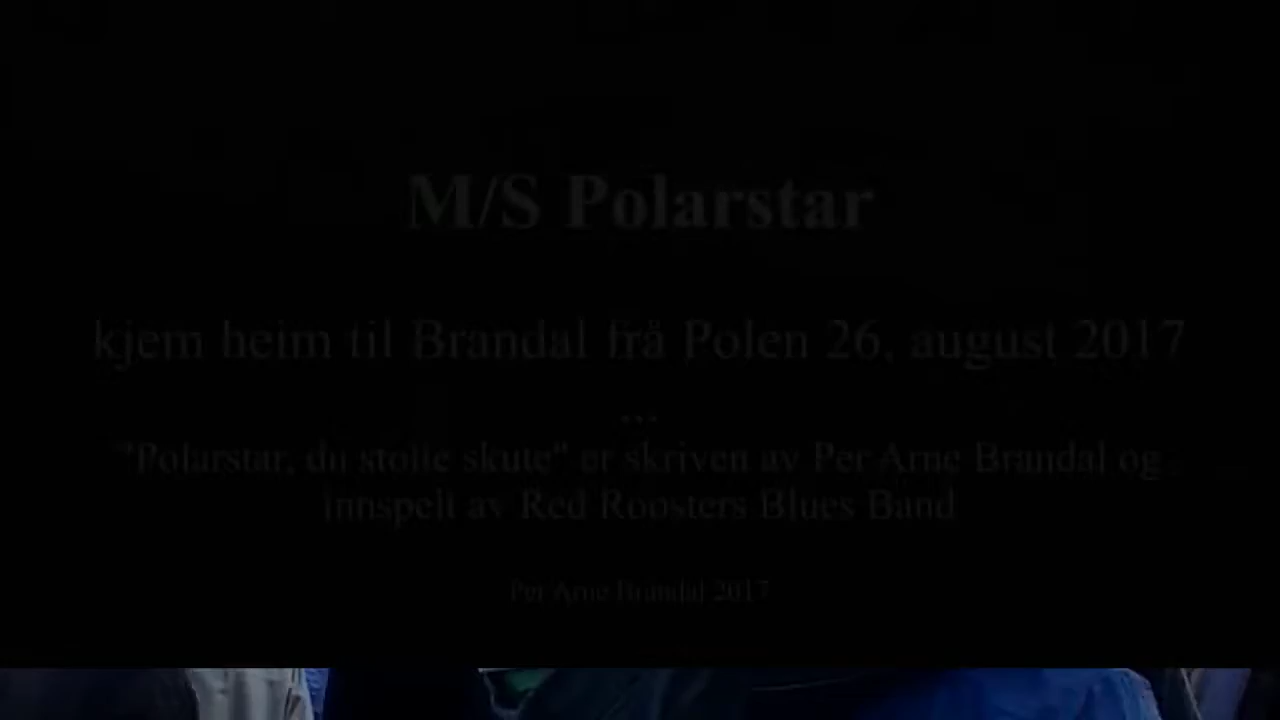 M/S Polarstar
kjem heim til Brandal frå Polen 26. august 2017
...
"Polarstar, du stolte skute" er skriven av Per Arne Brandal og
innspelt av Red Roosters Blues Band
Per Arne Brandal 2017